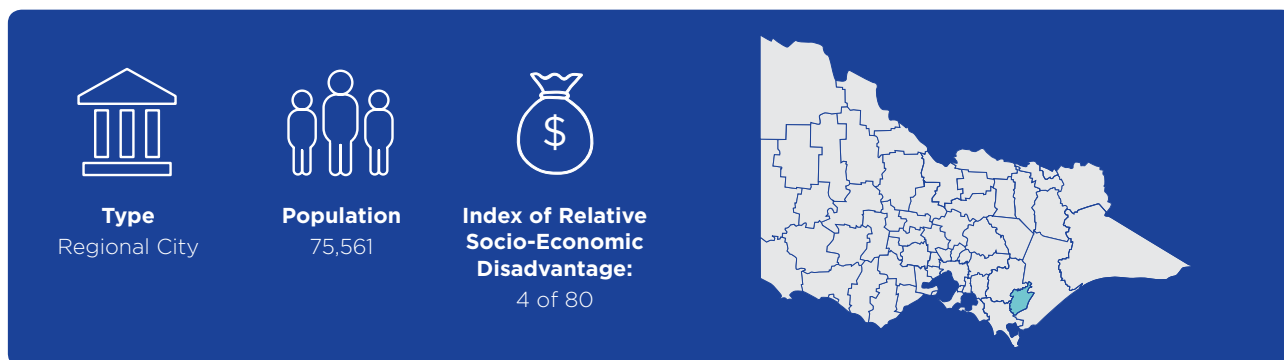 $
Type
Regional City
Population
75,561
Index of Relative
Socio-Economic
Disadvantage:
4 of 80